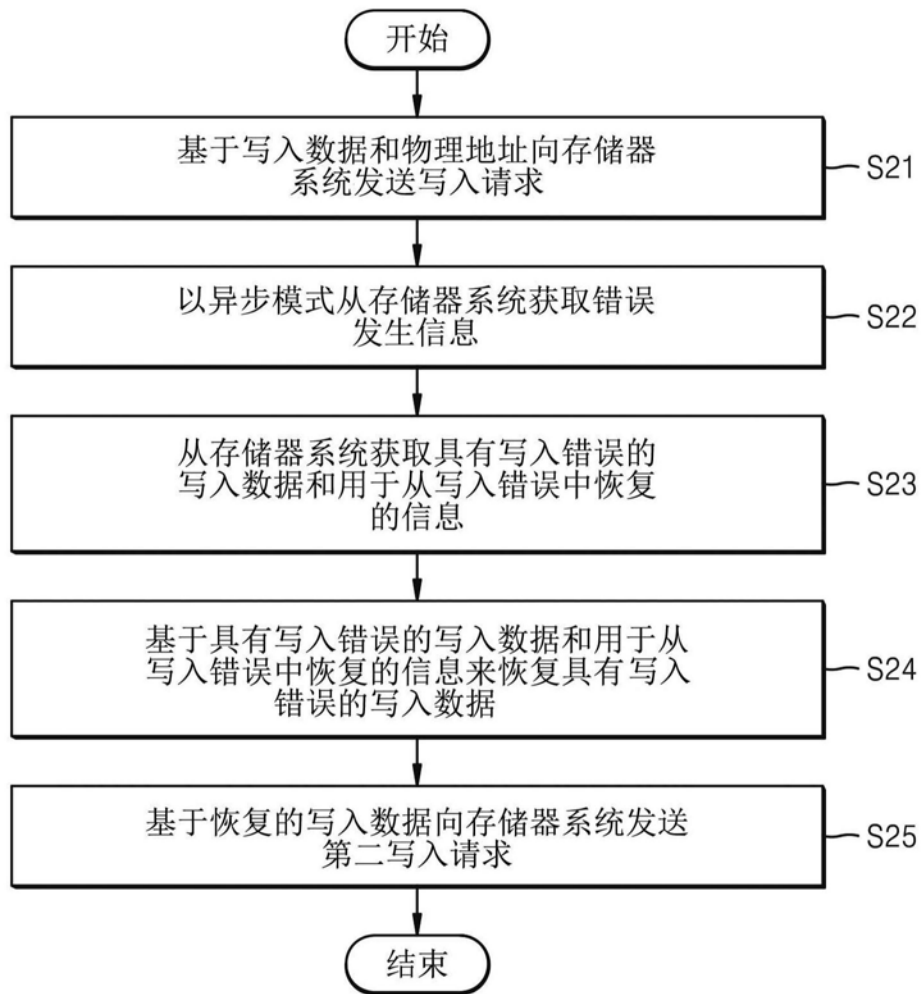 开始
基于写入数据和物理地址向存储器
系统发送写入请求
S21
以异步模式从存储器系统获取错误
发生信息
S22
从存储器系统获取具有写入错误的
写入数据和用于从写入错误中恢复
的信息
S23
基于具有写入错误的写入数据和用于从
写入错误中恢复的信息来恢复具有写入
错误的写入数据
S24
基于恢复的写入数据向存储器系统发送
第二写入请求
S25
结束